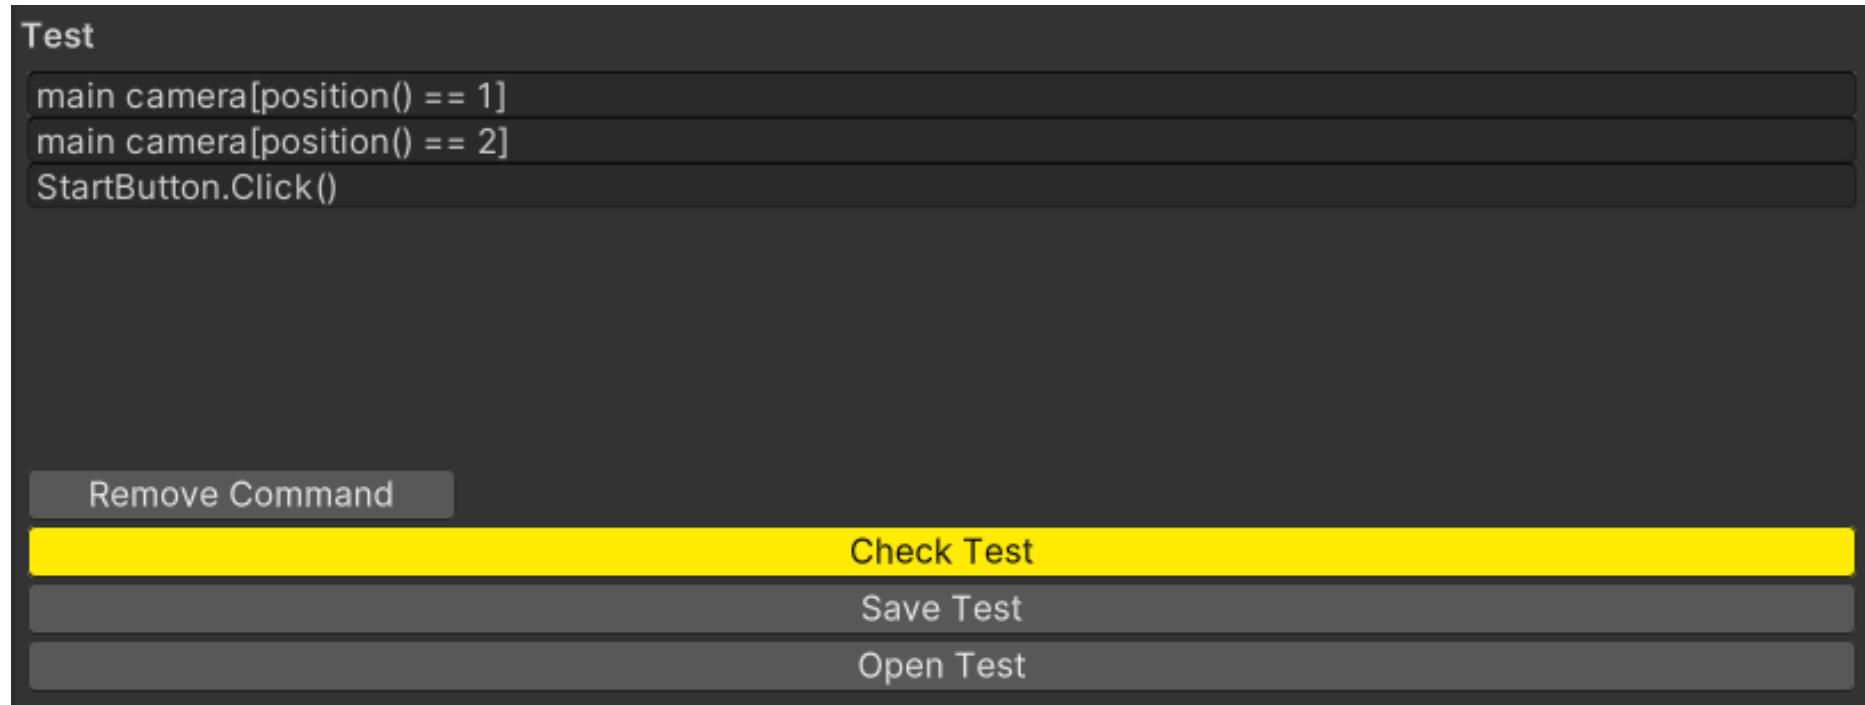 Test
main camera[position() == 1]
main camera[position() == 2]
StartButton.Click()
Remove Command
Check Test
Save Test
Open Test